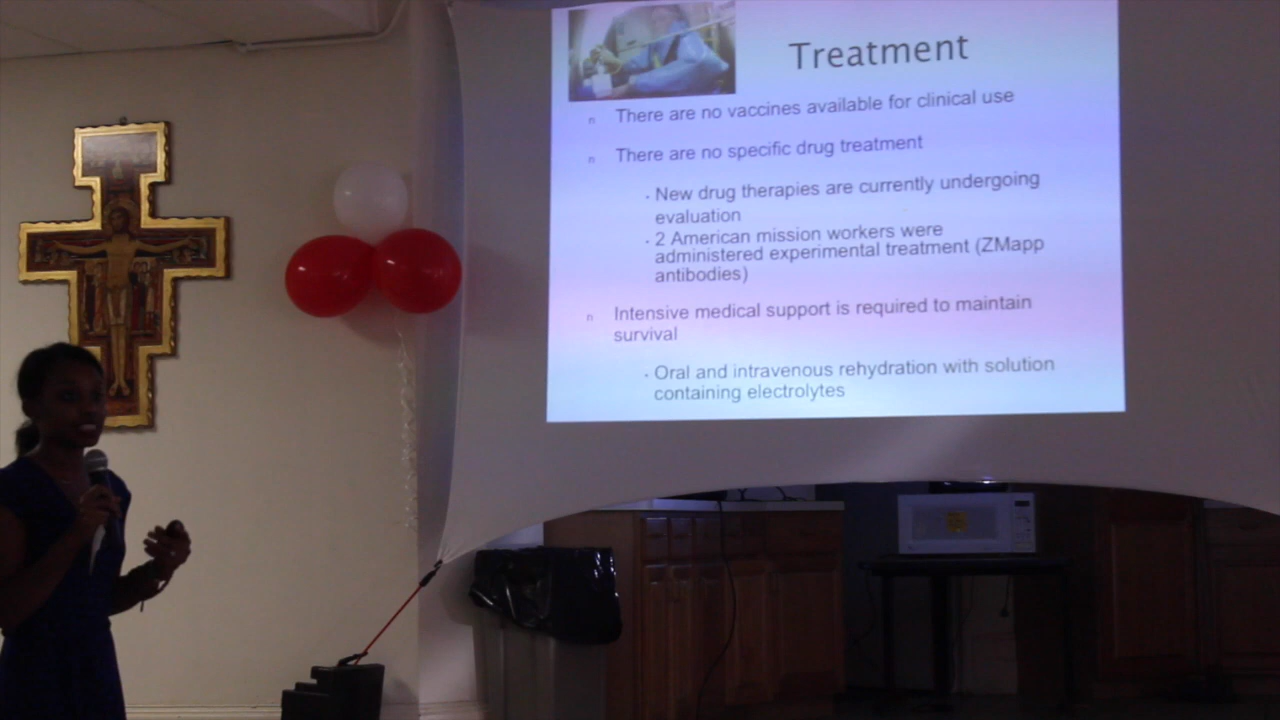 Treatment
n There are no vaccines available for clinical use
n There are no specific drug treatment
- New drug therapies are currently undergoing
evaluation
- 2 American mission workers were
administered experimental treatment (ZMapp
antibodies)
n Intensive medical support is required to maintain
survival
- Oral and intravenous rehydration with solution
containing electrolytes